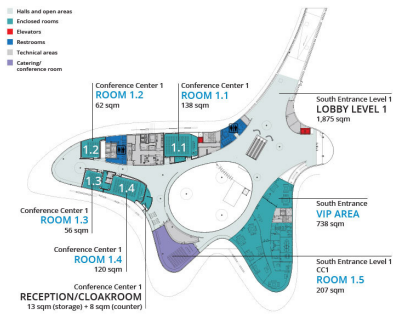 Halls and open areas
Enclosed rooms
Elevators
Restrooms
Technical areas
Catering/
conference room
Conference Center 1
ROOM 1.2
62 sqm
Conference Center 1
ROOM 1.1
138 sqm
South Entrance Level 1
LOBBY LEVEL 1
1,875 sqm
1.2
1.1
1.3
1.4
Conference Center 1
ROOM 1.3
56 sqm
South Entrance
VIP AREA
738 sqm
Conference Center 1
ROOM 1.4
120 sqm
South Entrance Level 1
CC1
ROOM 1.5
207 sqm
Conference Center 1
RECEPTION/CLOAKROOM
13 sqm (storage) + 8 sqm (counter)